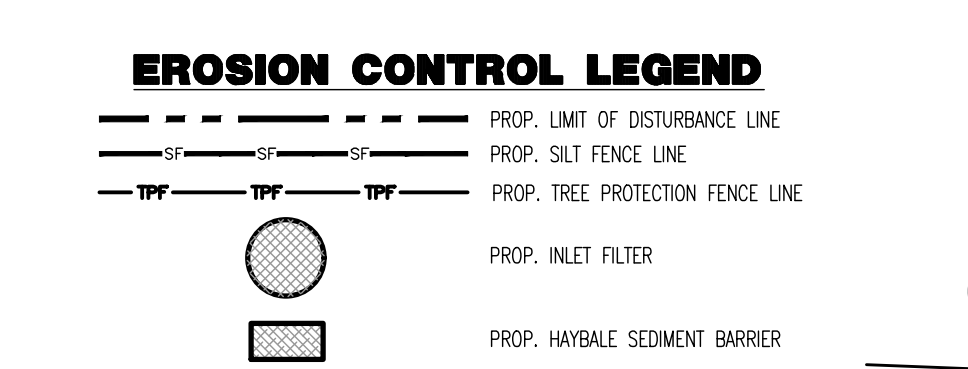 EROSION CONTROL LEGEND
PROP. LIMIT OF DISTURBANCE LINE
SF SF SF PROP. SILT FENCE LINE
TPF TPF TPF PROP. TREE PROTECTION FENCE LINE
PROP. INLET FILTER
PROP. HAYBALE SEDIMENT BARRIER